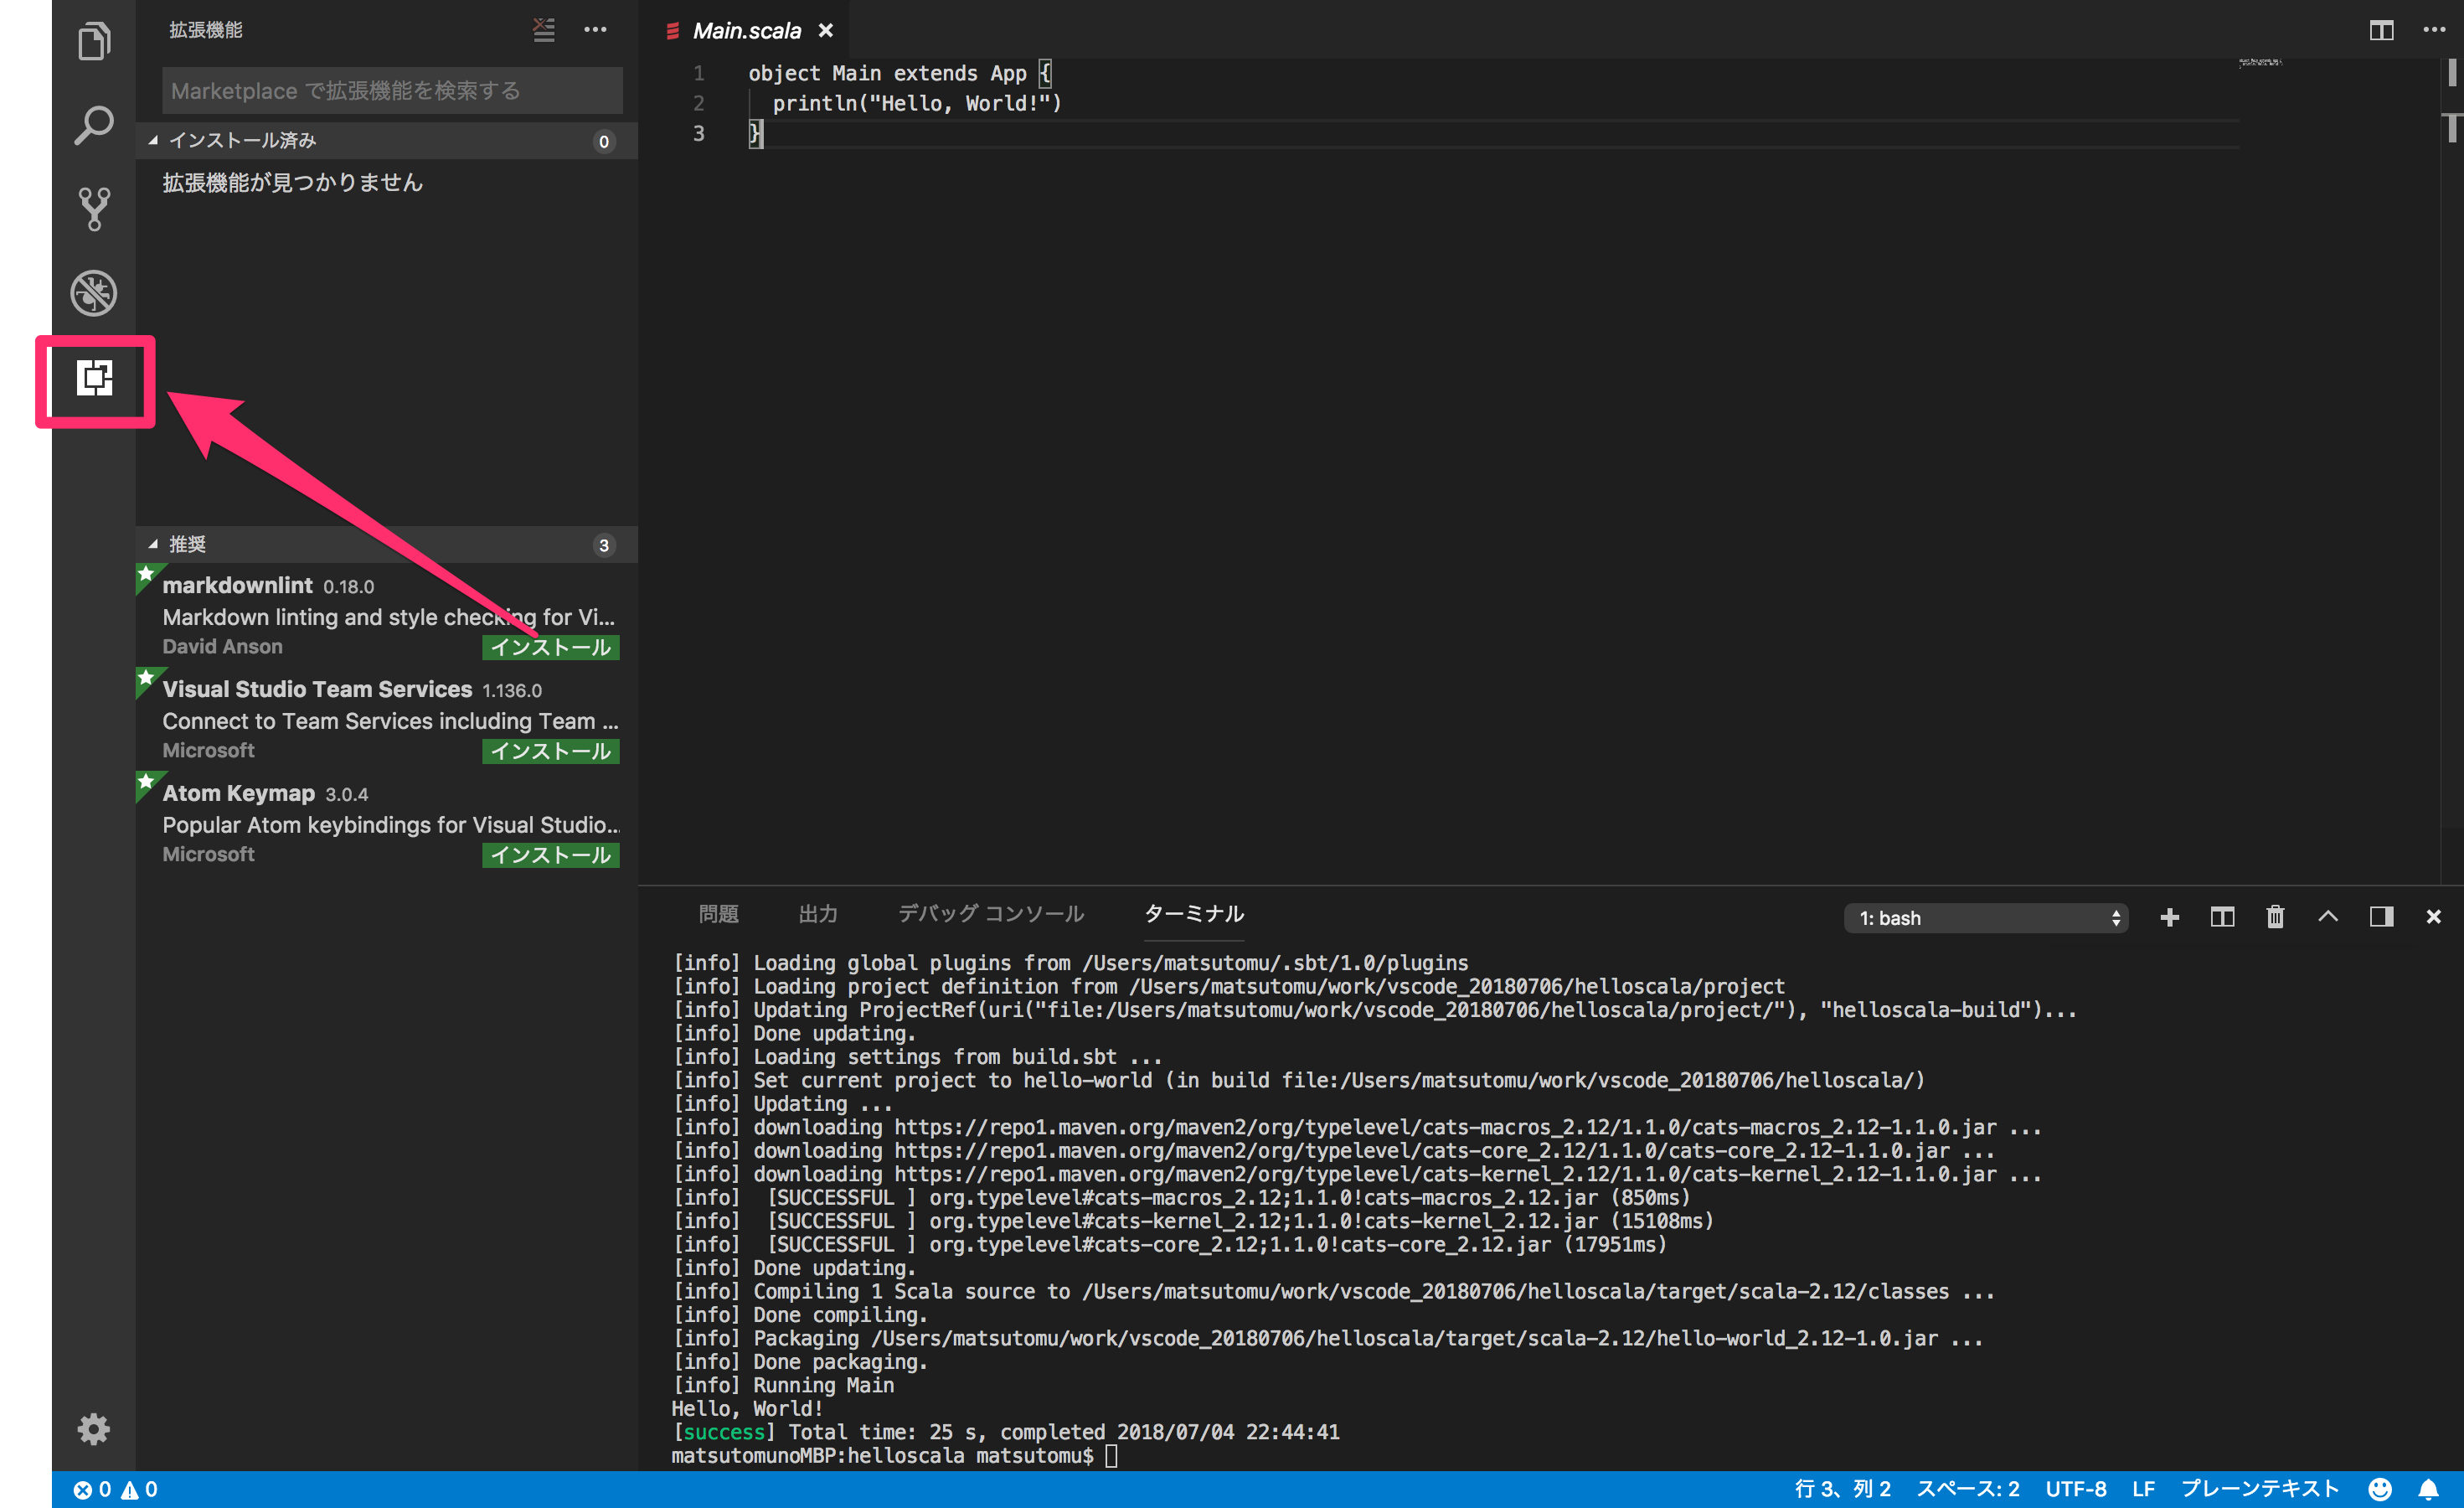 拡張機能
Marketplace で拡張機能を検索する
インストール済み 0
拡張機能が見つかりません
推奨 3
markdownlint 0.18.0
Markdown linting and style checking for Vi...
David Anson インストール
Visual Studio Team Services 1.136.0
Connect to Team Services including Team ...
Microsoft インストール
Atom Keymap 3.0.4
Popular Atom keybindings for Visual Studio...
Microsoft インストール
Main.scala
1 object Main extends App {
2 println("Hello, World!")
3 }
問題 出力 デバッグ コンソール ターミナル 1: bash
[info] Loading global plugins from /Users/matsutomu/.sbt/1.0/plugins
[info] Loading project definition from /Users/matsutomu/work/vscode_20180706/helloscala/project
[info] Updating ProjectRef(uri("file:/Users/matsutomu/work/vscode_20180706/helloscala/project/"), "helloscala-build")...
[info] Done updating.
[info] Loading settings from build.sbt ...
[info] Set current project to hello-world (in build file:/Users/matsutomu/work/vscode_20180706/helloscala/)
[info] Updating ...
[info] downloading https://repo1.maven.org/maven2/org/typelevel/cats-macros_2.12/1.1.0/cats-macros_2.12-1.1.0.jar ...
[info] downloading https://repo1.maven.org/maven2/org/typelevel/cats-core_2.12/1.1.0/cats-core_2.12-1.1.0.jar ...
[info] downloading https://repo1.maven.org/maven2/org/typelevel/cats-kernel_2.12/1.1.0/cats-kernel_2.12-1.1.0.jar ...
[info] [SUCCESSFUL ] org.typelevel#cats-macros_2.12;1.1.0!cats-macros_2.12.jar (850ms)
[info] [SUCCESSFUL ] org.typelevel#cats-kernel_2.12;1.1.0!cats-kernel_2.12.jar (15108ms)
[info] [SUCCESSFUL ] org.typelevel#cats-core_2.12;1.1.0!cats-core_2.12.jar (17951ms)
[info] Done updating.
[info] Compiling 1 Scala source to /Users/matsutomu/work/vscode_20180706/helloscala/target/scala-2.12/classes ...
[info] Done compiling.
[info] Packaging /Users/matsutomu/work/vscode_20180706/helloscala/target/scala-2.12/hello-world_2.12-1.0.jar ...
[info] Done packaging.
[info] Running Main
Hello, World!
[success] Total time: 25 s, completed 2018/07/04 22:44:41
matsutomunoMBP:helloscala matsutomu$
0 0 行 3、列 2 スペース: 2 UTF-8 LF プレーンテキスト